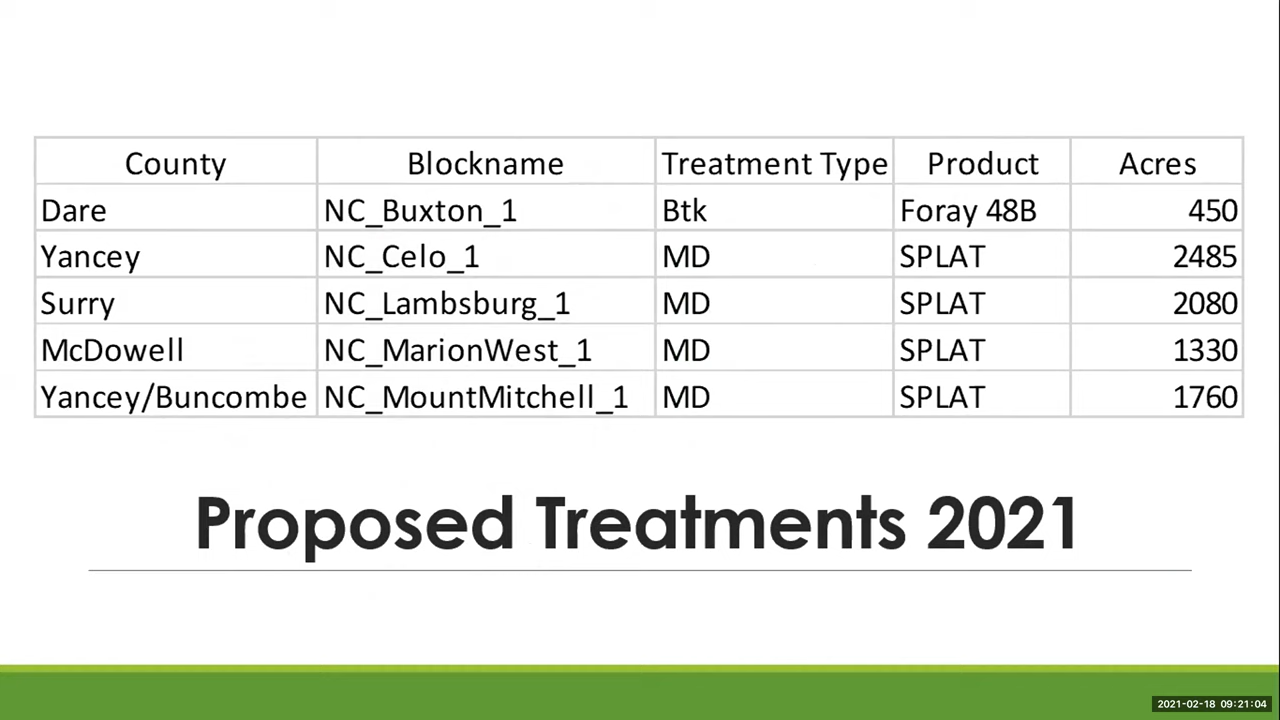 County Blockname Treatment Type Product Acres
Dare NC_Buxton_1 Btk Foray 48B 450
Yancey NC_Celo_1 MD SPLAT 2485
Surry NC_Lambsburg_1 MD SPLAT 2080
McDowell NC_MarionWest_1 MD SPLAT 1330
Yancey/Buncombe NC_MountMitchell_1 MD SPLAT 1760
Proposed Treatments 2021
2021-02-18 09:21:04